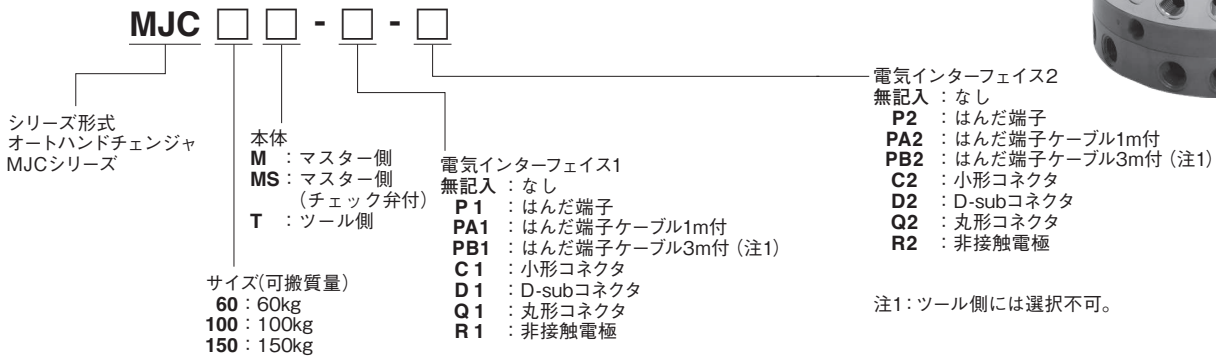 MJC □ □ - □ - □
シリーズ形式
オートハンドチェンジャ
MJCシリーズ
サイズ(可搬質量)
60：60kg
100：100kg
150：150kg
本体
M ：マスター側
MS：マスター側
（チェック弁付）
T ：ツール側
電気インターフェイス1
無記入：なし
P1 ：はんだ端子
PA1 ：はんだ端子ケーブル1m付
PB1 ：はんだ端子ケーブル3m付（注1）
C1 ：小形コネクタ
D1 ：D-subコネクタ
Q1 ：丸形コネクタ
R1 ：非接触電極
電気インターフェイス2
無記入：なし
P2 ：はんだ端子
PA2 ：はんだ端子ケーブル1m付
PB2 ：はんだ端子ケーブル3m付（注1）
C2 ：小形コネクタ
D2 ：D-subコネクタ
Q2 ：丸形コネクタ
R2 ：非接触電極
注1：ツール側には選択不可。